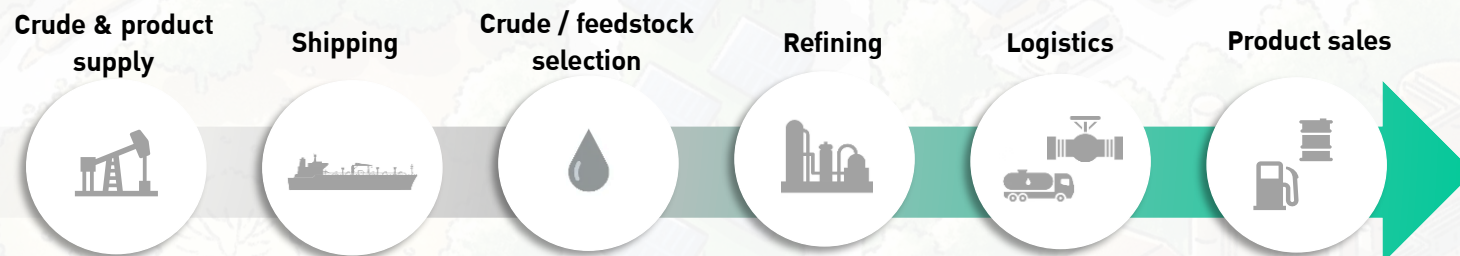 Crude & product
supply
Shipping
Crude / feedstock
selection
Refining
Logistics
Product sales